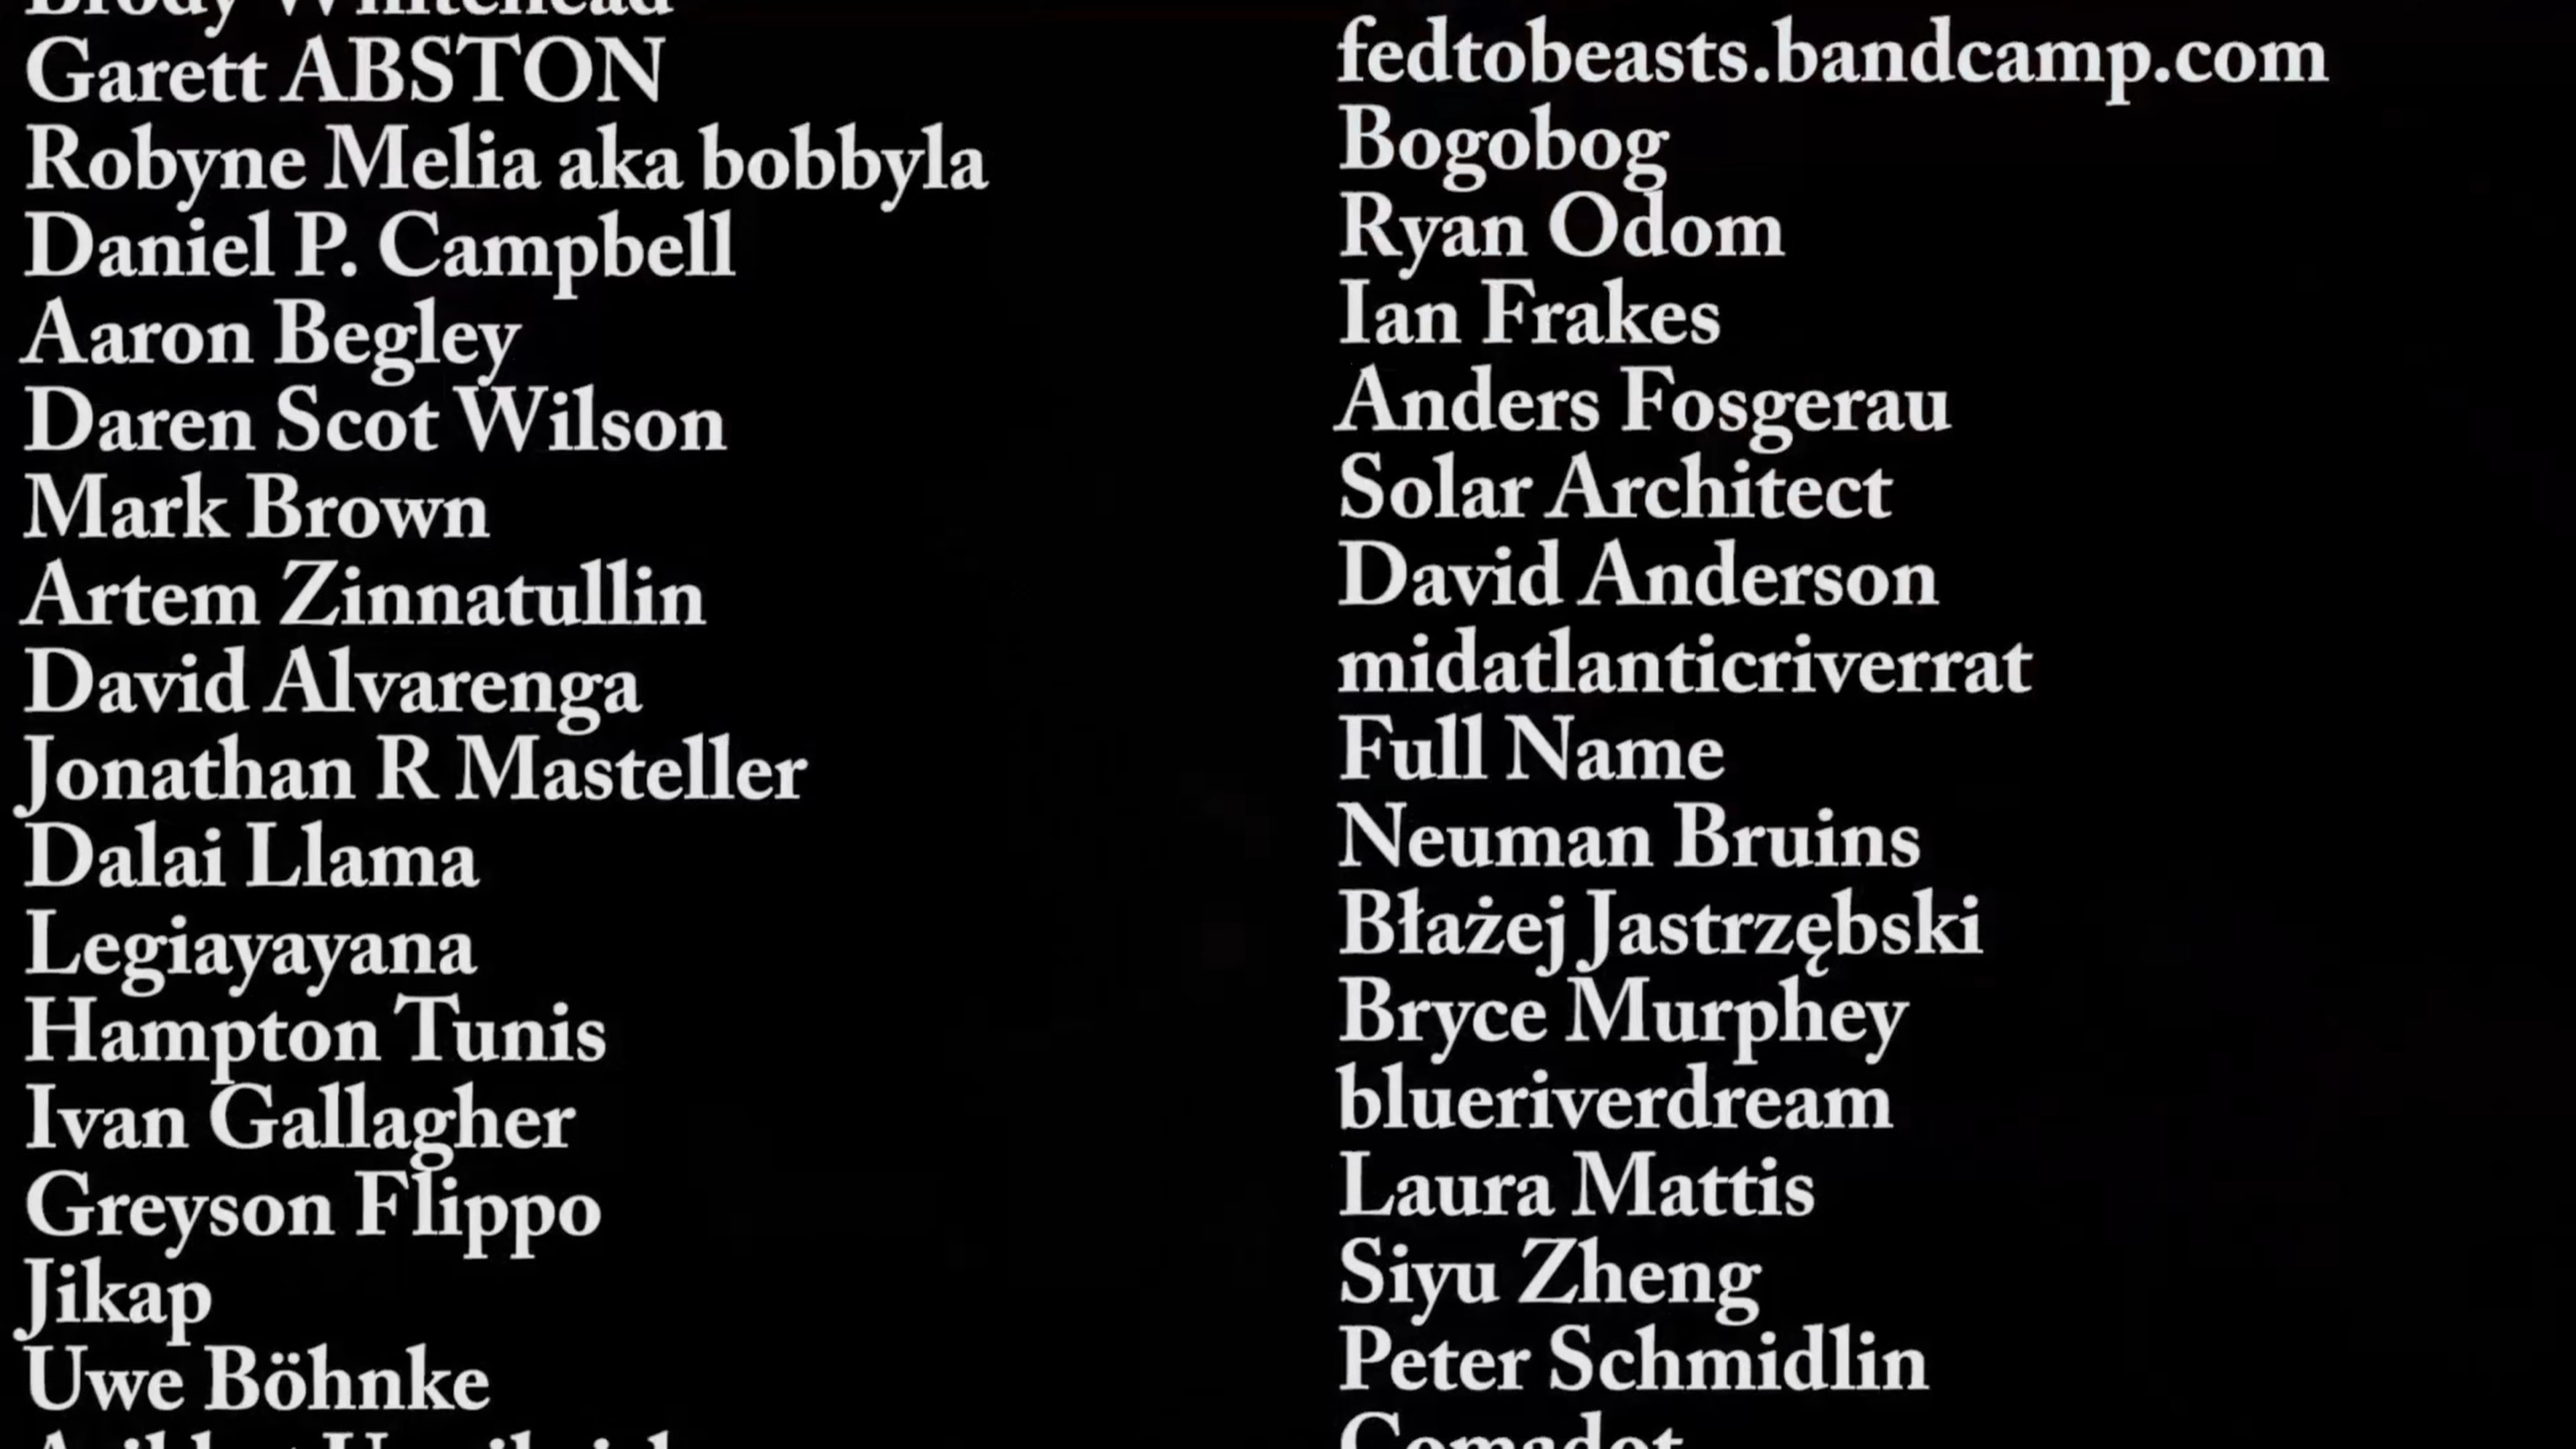 Brody Whitehead
Garett ABSTON
Robyne Melia aka bobbyla
Daniel P. Campbell
Aaron Begley
Daren Scot Wilson
Mark Brown
Artem Zinnatullin
David Alvarenga
Jonathan R Masteller
Dalai Llama
Legiayayana
Hampton Tunis
Ivan Gallagher
Greyson Flippo
Jikap
Uwe Böhnke
fedtobeasts.bandcamp.com
Bogobog
Ryan Odom
Ian Frakes
Anders Fosgerau
Solar Architect
David Anderson
midatlanticriverrat
Full Name
Neuman Bruins
Błażej Jastrzębski
Bryce Murphey
blueriverdream
Laura Mattis
Siyu Zheng
Peter Schmidlin